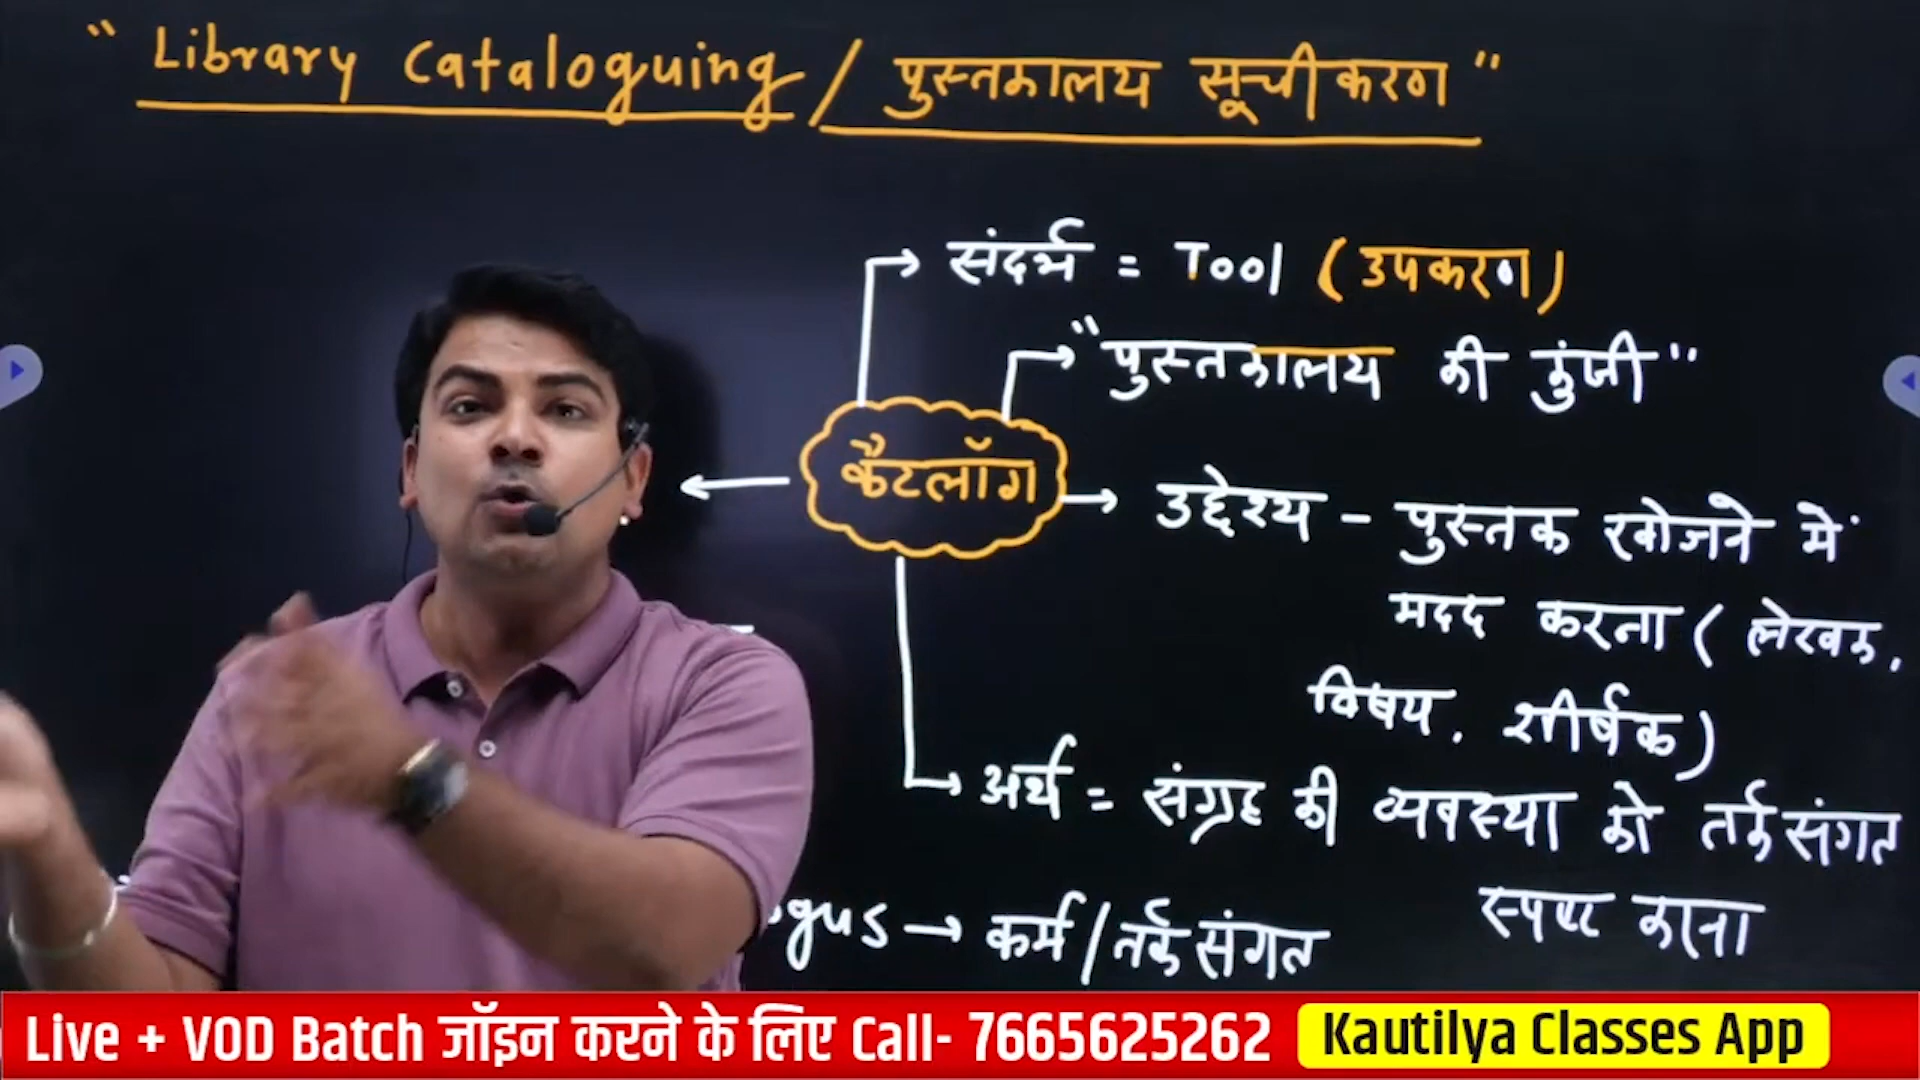 "Library Cataloguing / पुस्तकालय सूचीकरण"
संदर्भ = Tool (उपकरण)
"पुस्तकालय की कुंजी"
कैटलॉग
उद्देश्य - पुस्तक खोजने में
मदद करना ( लेखक,
विषय, शीर्षक)
अर्थ = संग्रह की व्यवस्था को तर्कसंगत
स्पष्ट करना
ogus → कर्म/तर्कसंगत
Live + VOD Batch जॉइन करने के लिए Call- 7665625262
Kautilya Classes App